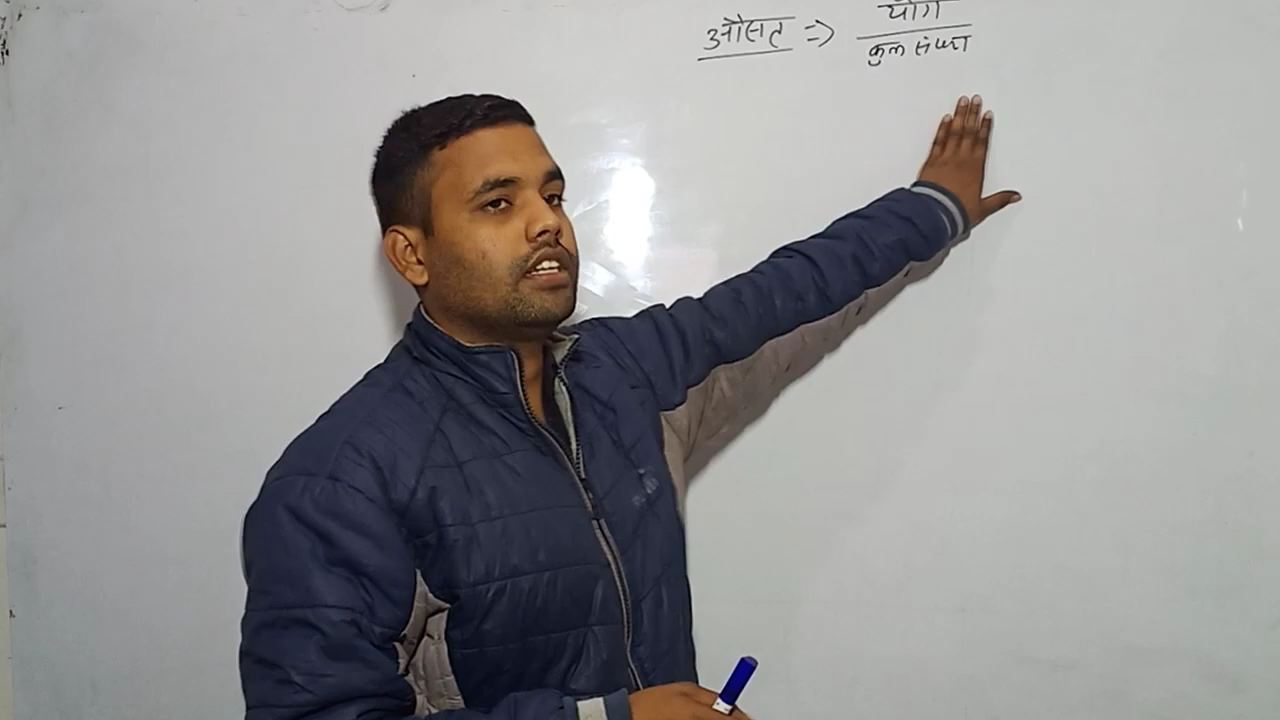 औसत => योग
कुल संख्या